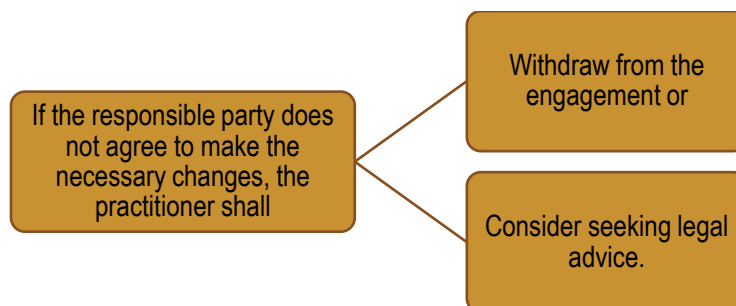 If the responsible party does
not agree to make the
necessary changes, the
practitioner shall
Withdraw from the
engagement or
Consider seeking legal
advice.